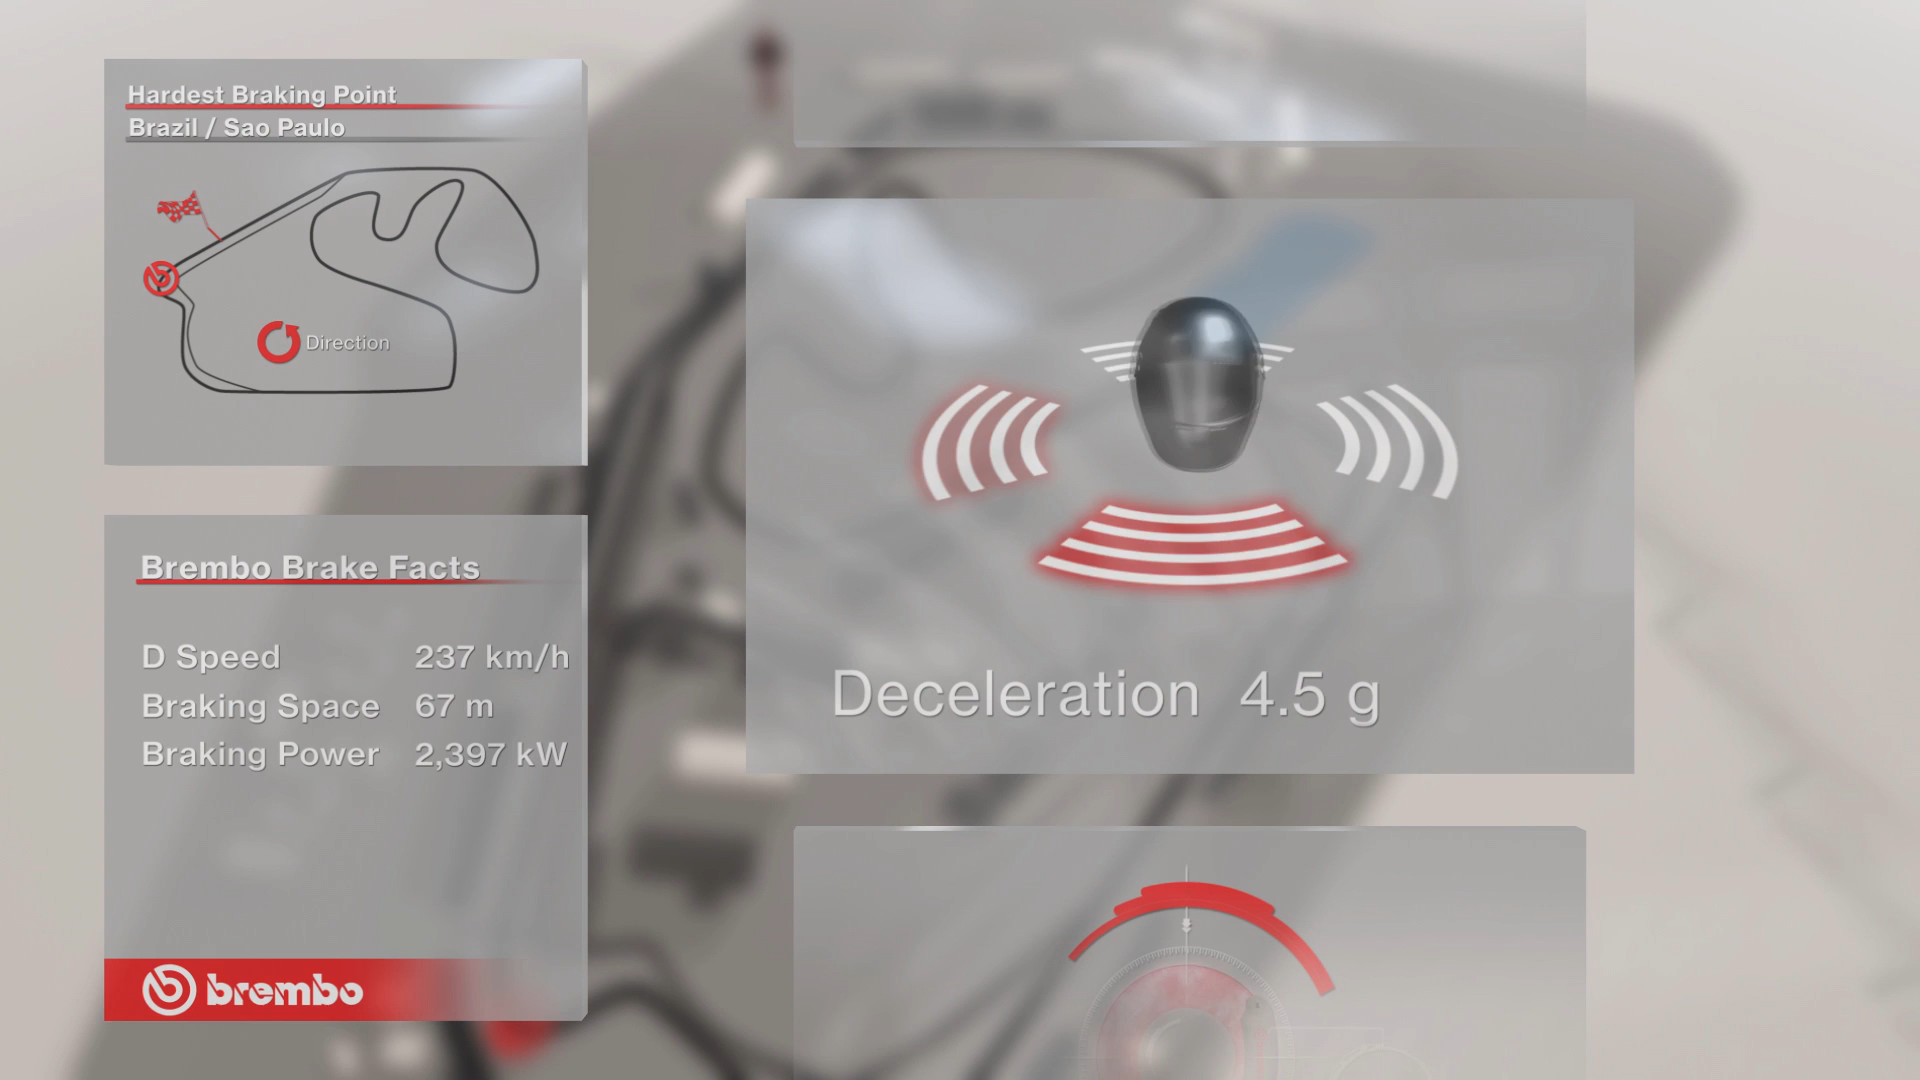 Hardest Braking Point
Brazil / Sao Paulo
Direction
Brembo Brake Facts
D Speed 237 km/h
Braking Space 67 m
Braking Power 2,397 kW
brembo
Deceleration 4.5 g